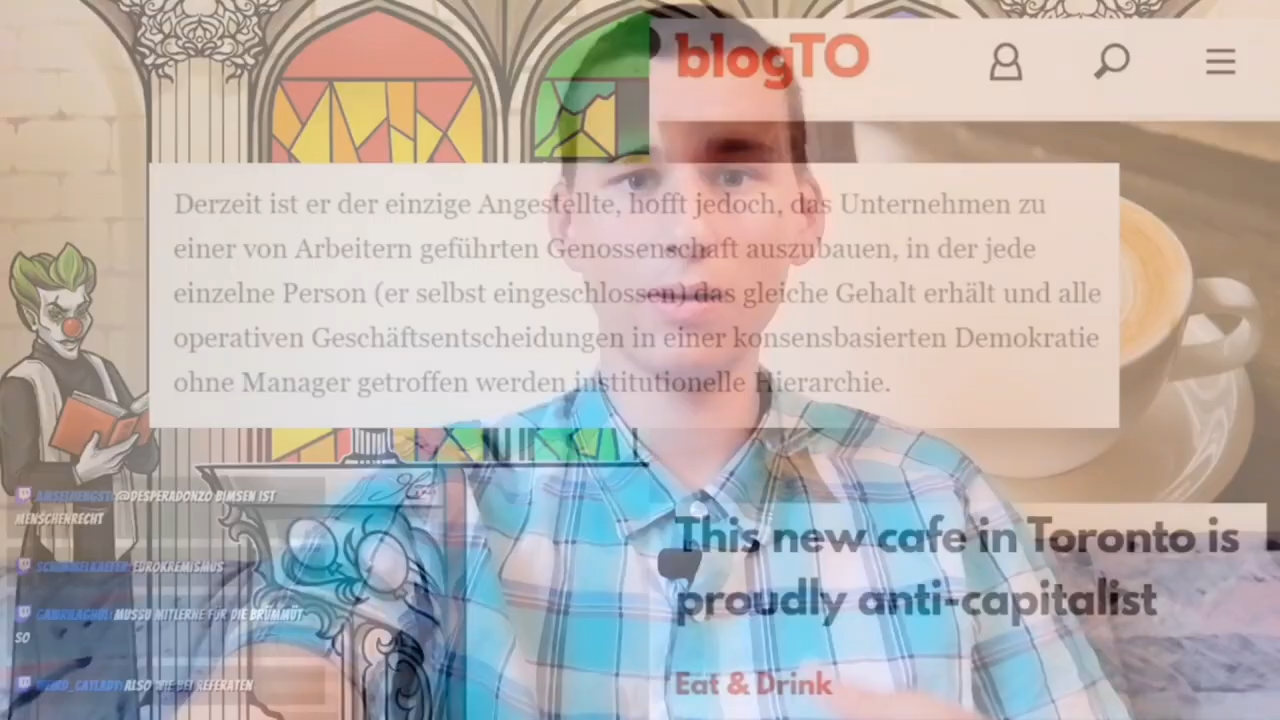 blogTO
Derzeit ist er der einzige Angestellte, hofft jedoch, das Unternehmen zu
einer von Arbeitern geführten Genossenschaft auszubauen, in der jede
einzelne Person (er selbst eingeschlossen) das gleiche Gehalt erhält und alle
operativen Geschäftsentscheidungen in einer konsensbasierten Demokratie
ohne Manager getroffen werden institutionelle Hierarchie.
@DESPERADONZO BIMSEN IST
MENSCHENRECHT
EUROKREMISMUS
MUSSU MITLERNE FÜR DIE BRÜMMÜT
SO
ALSO WIE BEI REFERATEN
This new cafe in Toronto is
proudly anti-capitalist
Eat & Drink